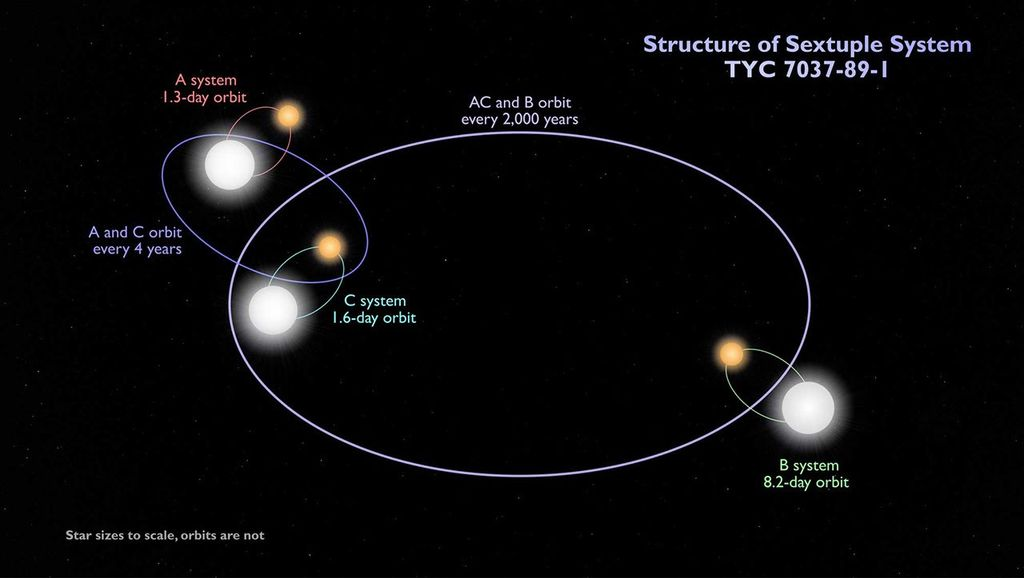 Structure of Sextuple System
TYC 7037-89-1
A system
1.3-day orbit
AC and B orbit
every 2,000 years
A and C orbit
every 4 years
C system
1.6-day orbit
B system
8.2-day orbit
Star sizes to scale, orbits are not